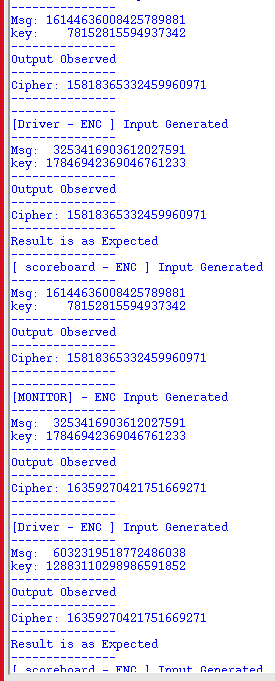 ---------------
Msg: 16144636008425789881
key:    78152815594937342
---------------
Output Observed
---------------
Cipher: 15818365332459960971
---------------
---------------
[Driver - ENC ] Input Generated
---------------
Msg:  3253416903612027591
key: 17846942369046761233
---------------
Output Observed
---------------
Cipher: 15818365332459960971
---------------
Result is as Expected
---------------
[ scoreboard - ENC ] Input Generated
---------------
Msg: 16144636008425789881
key:    78152815594937342
---------------
Output Observed
---------------
Cipher: 15818365332459960971
---------------
---------------
[MONITOR] - ENC Input Generated
---------------
Msg:  3253416903612027591
key: 17846942369046761233
---------------
Output Observed
---------------
Cipher: 16359270421751669271
---------------
---------------
[Driver - ENC ] Input Generated
---------------
Msg:  6032319518772486038
key: 12883110298986591852
---------------
Output Observed
---------------
Cipher: 16359270421751669271
---------------
Result is as Expected
---------------
[ scoreboard - ENC ] Input Generated